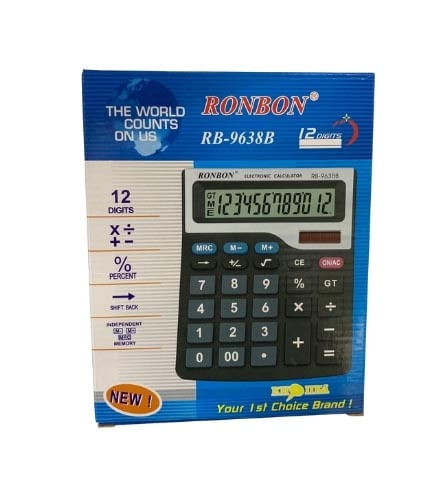 THE WORLD
COUNTS
ON US
RONBON®
RB-9638B
12 DIGITS
12
DIGITS
× ÷
+ −
%
PERCENT
→
SHIFT BACK
INDEPENDENT
M- M+
MRC
MEMORY
NEW !
RONBON® ELECTRONIC CALCULATOR RB-9638B
GT
M
E
123456789012.
MRC M− M+
→ +/− √ CE ON/AC
7 8 9 % GT
4 5 6 × ÷
1 2 3 + −
0 00 • =
Your 1st Choice Brand !